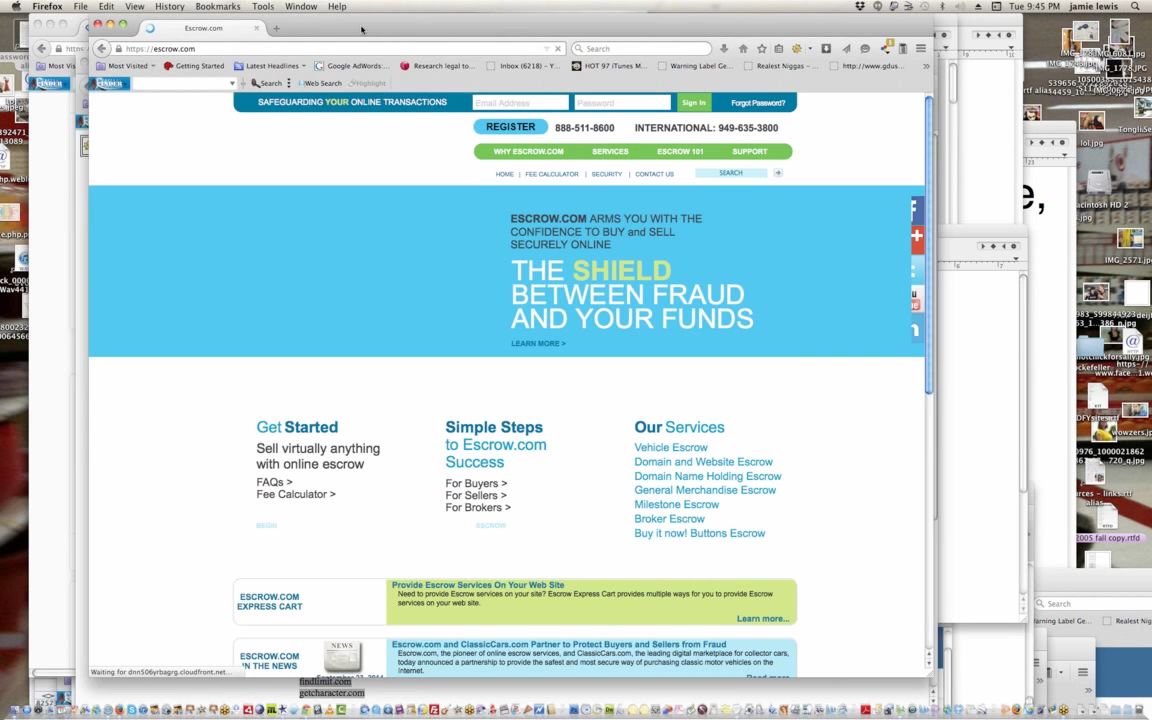 Firefox File Edit View History Bookmarks Tools Window Help
Tue 9:45 PM jamie lewis
Escrow.com
https://escrow.com
Search
Most Visited Getting Started Latest Headlines Google AdWords:... Research legal to... Inbox (6218) - Y... HOT 97 iTunes M... Warning Label Ge... Realest Niggas - ... http://www.gdus...
Search Web Search Highlight
SAFEGUARDING YOUR ONLINE TRANSACTIONS
Email Address Password Sign In Forgot Password?
REGISTER 888-511-8600 INTERNATIONAL: 949-635-3800
WHY ESCROW.COM SERVICES ESCROW 101 SUPPORT
HOME | FEE CALCULATOR | SECURITY | CONTACT US SEARCH
ESCROW.COM ARMS YOU WITH THE
CONFIDENCE TO BUY and SELL
SECURELY ONLINE
THE SHIELD
BETWEEN FRAUD
AND YOUR FUNDS
LEARN MORE >
Get Started
Sell virtually anything
with online escrow
FAQs >
Fee Calculator >
BEGIN
Simple Steps
to Escrow.com
Success
For Buyers >
For Sellers >
For Brokers >
ESCROW
Our Services
Vehicle Escrow
Domain and Website Escrow
Domain Name Holding Escrow
General Merchandise Escrow
Milestone Escrow
Broker Escrow
Buy it now! Buttons Escrow
ESCROW.COM
EXPRESS CART
Provide Escrow Services On Your Web Site
Need to provide Escrow services on your site? Escrow Express Cart provides multiple ways for you to provide Escrow
services on your web site.
Learn more...
ESCROW.COM
IN THE NEWS
NEWS
Escrow.com and ClassicCars.com Partner to Protect Buyers and Sellers from Fraud
Escrow.com, the pioneer of online escrow services, and ClassicCars.com, the leading digital marketplace for collector cars,
today announced a partnership to provide the safest and most secure way of purchasing classic motor vehicles on the
Internet.
Waiting for dnn506yrbagrg.cloudfront.net...
findlimit.com
getcharacter.com
e,
lol.jpg
IMG_2571.jpg
2005 fall copy.rtfd
Search